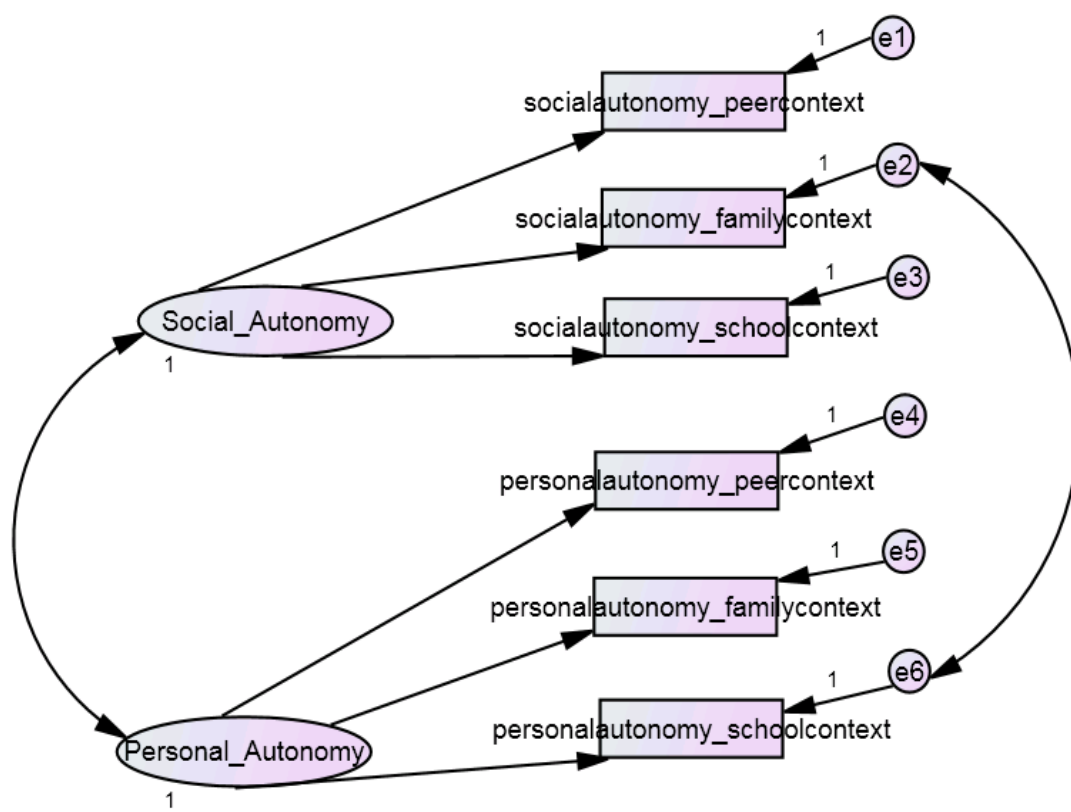 1
e1
socialautonomy_peercontext
1
e2
socialautonomy_familycontext
1
e3
socialautonomy_schoolcontext
Social_Autonomy
1
1
e4
personalautonomy_peercontext
1
e5
personalautonomy_familycontext
1
e6
personalautonomy_schoolcontext
Personal_Autonomy
1